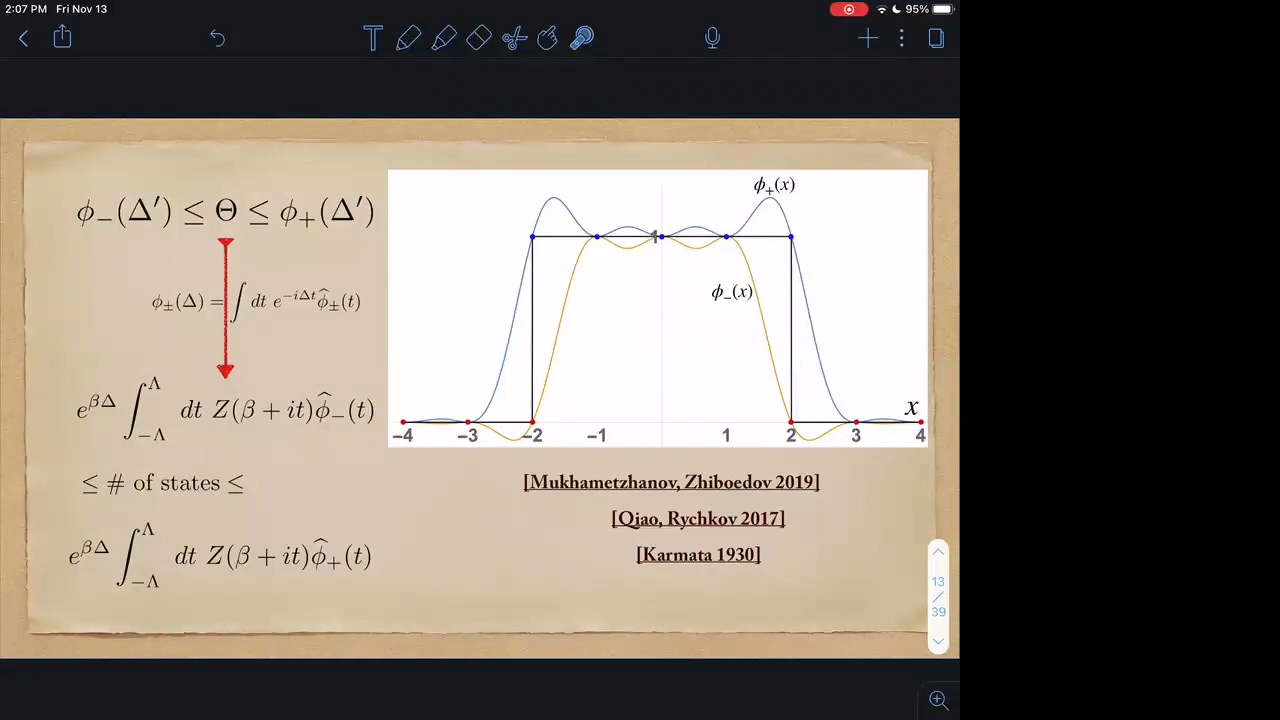 2:07 PM Fri Nov 13
95%
T
ϕ₋(Δ′) ≤ Θ ≤ ϕ₊(Δ′)
ϕ±(Δ) = ∫ dt e^{−iΔt} ϕ̂±(t)
e^{βΔ} ∫_{−Λ}^{Λ} dt Z(β + it)ϕ̂₋(t)
≤ # of states ≤
e^{βΔ} ∫_{−Λ}^{Λ} dt Z(β + it)ϕ̂₊(t)
ϕ₊(x)
1
ϕ₋(x)
x
−4 −3 −2 −1 1 2 3 4
[Mukhametzhanov, Zhiboedov 2019]
[Qiao, Rychkov 2017]
[Karmata 1930]
13
/
39